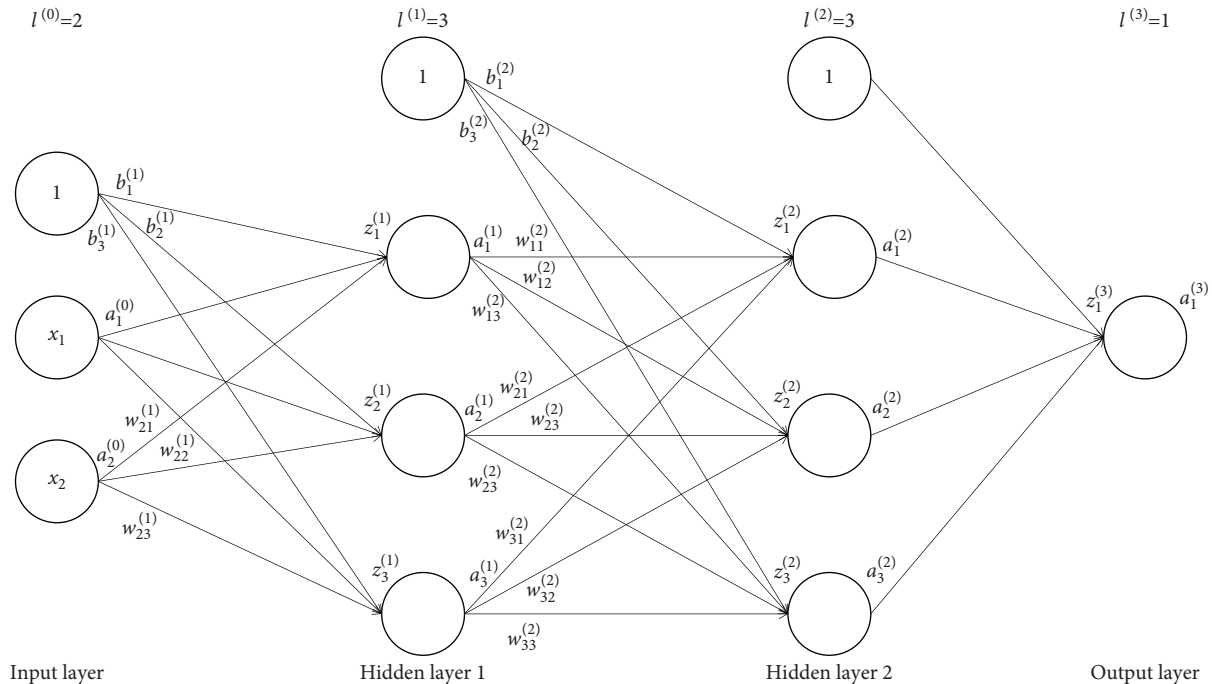 l^(0)=2
l^(1)=3
l^(2)=3
l^(3)=1
1
b_1^(1)
b_2^(1)
b_3^(1)
x_1
a_1^(0)
x_2
a_2^(0)
w_21^(1)
w_22^(1)
w_23^(1)
1
b_1^(2)
b_2^(2)
b_3^(2)
z_1^(1)
a_1^(1)
w_11^(2)
w_12^(2)
w_13^(2)
z_2^(1)
a_2^(1)
w_21^(2)
w_23^(2)
w_23^(2)
z_3^(1)
a_3^(1)
w_31^(2)
w_32^(2)
w_33^(2)
1
z_1^(2)
a_1^(2)
z_2^(2)
a_2^(2)
z_3^(2)
a_3^(2)
z_1^(3)
a_1^(3)
Input layer
Hidden layer 1
Hidden layer 2
Output layer